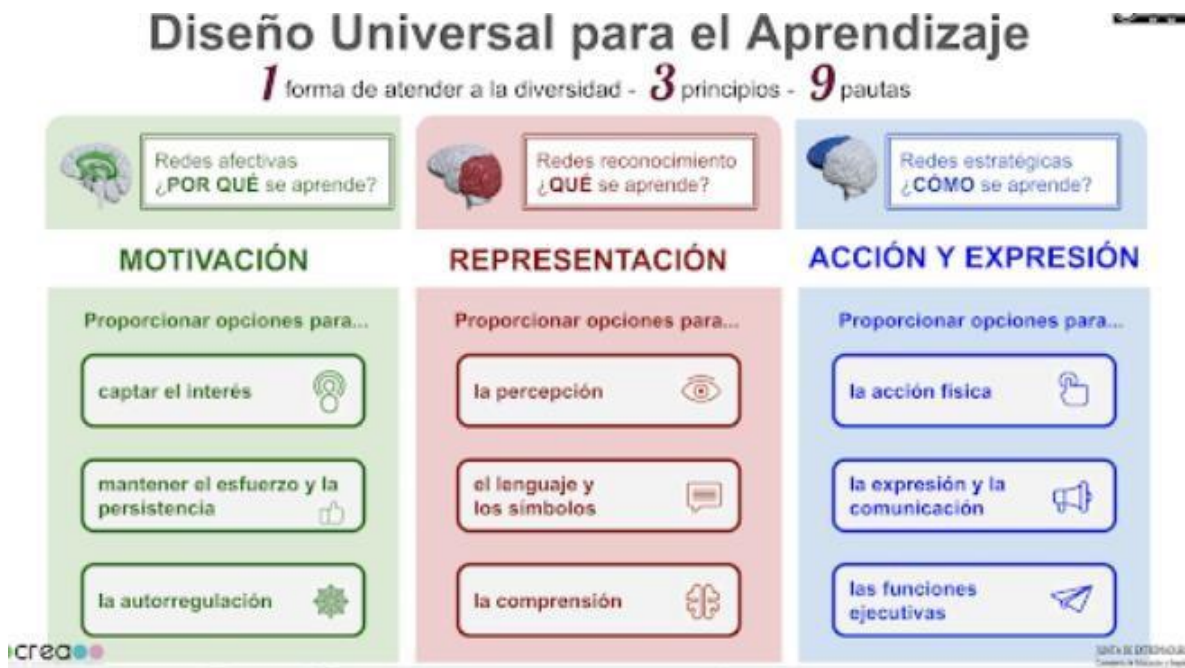 Diseño Universal para el Aprendizaje
1 forma de atender a la diversidad - 3 principios - 9 pautas
Redes afectivas
¿POR QUÉ se aprende?
MOTIVACIÓN
Proporcionar opciones para...
captar el interés
mantener el esfuerzo y la
persistencia
la autorregulación
Redes reconocimiento
¿QUÉ se aprende?
REPRESENTACIÓN
Proporcionar opciones para...
la percepción
el lenguaje y
los símbolos
la comprensión
Redes estratégicas
¿CÓMO se aprende?
ACCIÓN Y EXPRESIÓN
Proporcionar opciones para...
la acción física
la expresión y la
comunicación
las funciones
ejecutivas
crea
JUNTA DE EXTREMADURA